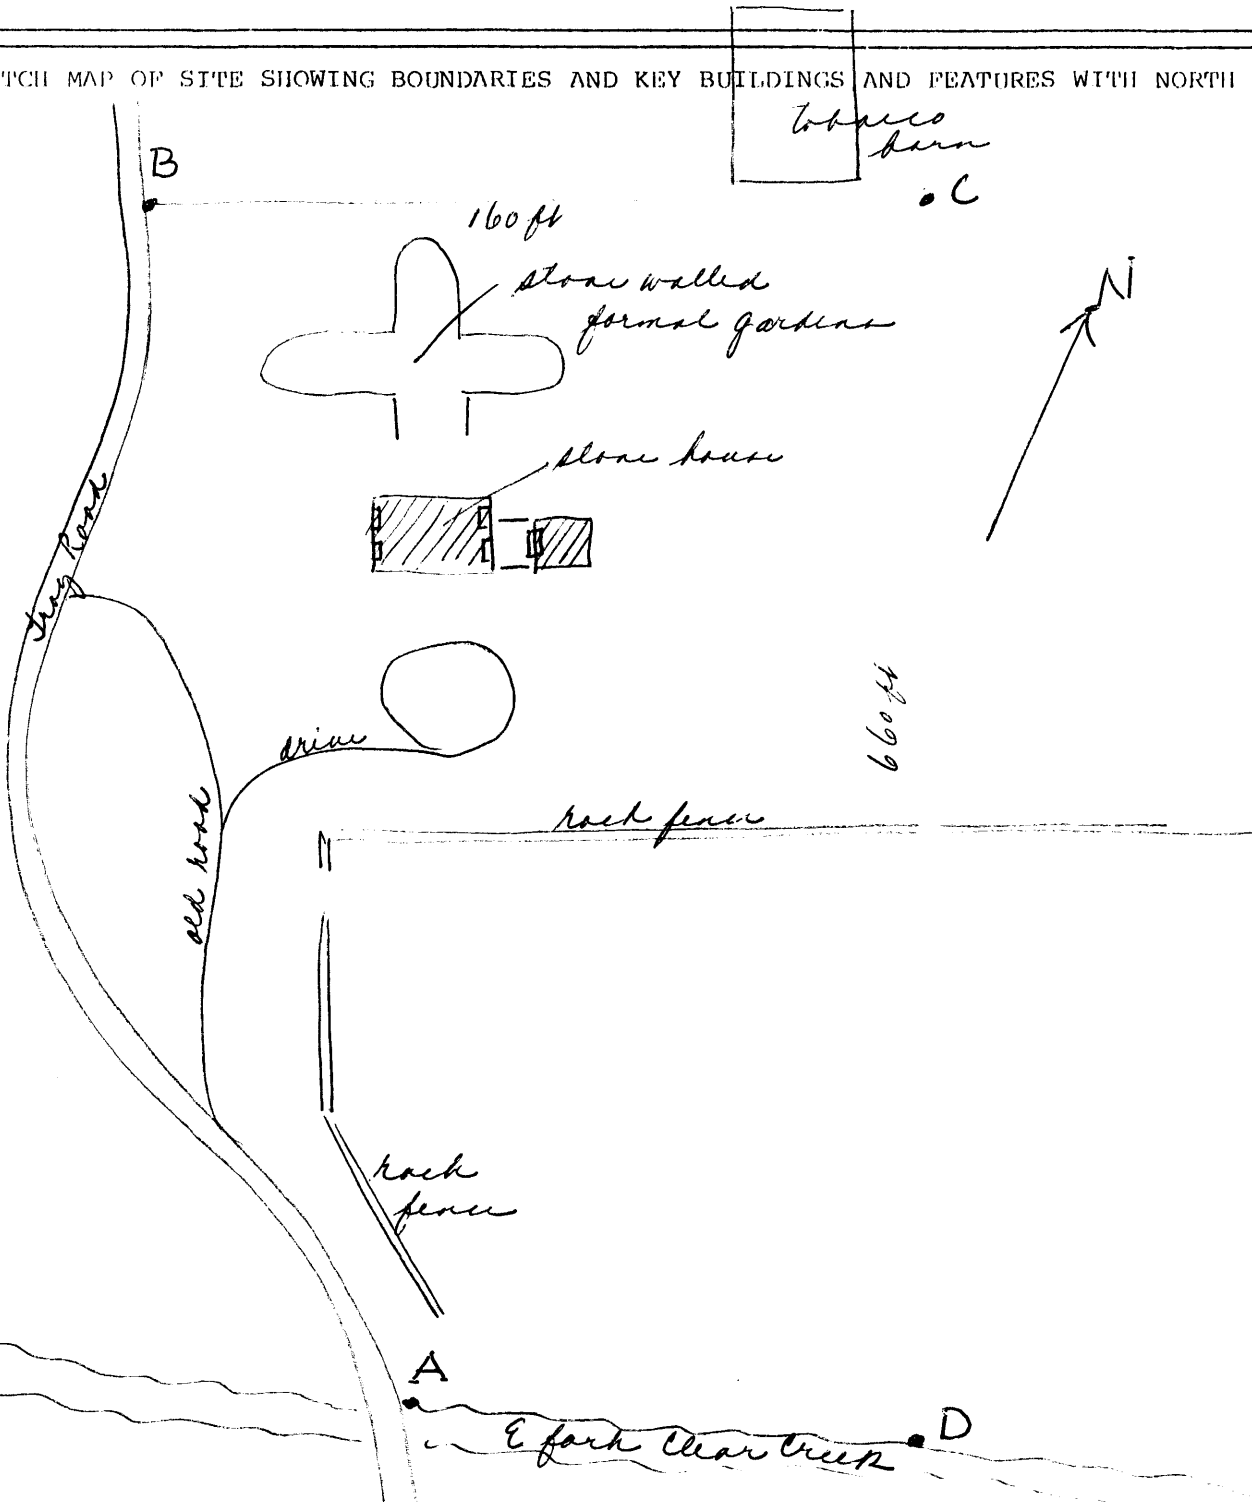 TCH MAP OF SITE SHOWING BOUNDARIES AND KEY BUILDINGS AND FEATURES WITH NORTH
tobacco
barn
B
C
160 ft
stone walled
formal gardens
N
stone house
Troy Road
660 ft
drive
rock fence
old road
rock
fence
A
D
E fork Clear Creek